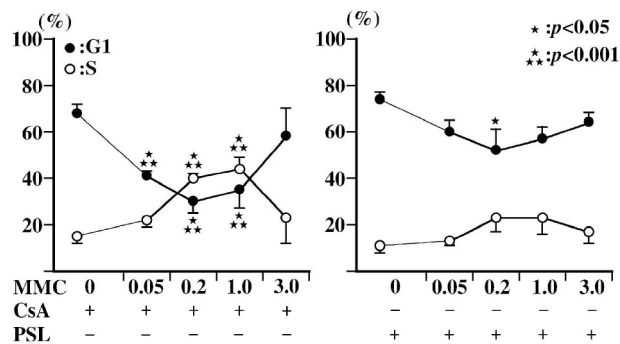 (%) (%)
100 100
●:G1 ★:p<0.05
○:S ★★★:p<0.001
80 80
60 60
★★★ ★★★ ★★★ ★
40 40
★★★ ★★★
20 20
MMC 0 0.05 0.2 1.0 3.0 0 0.05 0.2 1.0 3.0
CsA + + + + + − − − − −
PSL − − − − − + + + + +